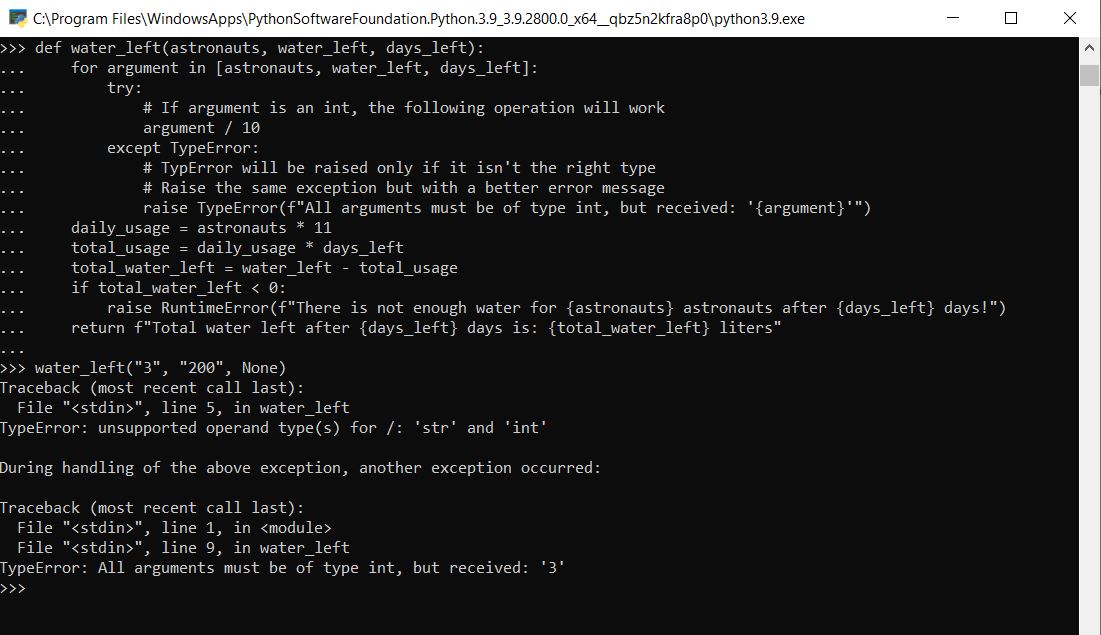 C:\Program Files\WindowsApps\PythonSoftwareFoundation.Python.3.9_3.9.2800.0_x64__qbz5n2kfra8p0\python3.9.exe
>>> def water_left(astronauts, water_left, days_left):
...     for argument in [astronauts, water_left, days_left]:
...         try:
...             # If argument is an int, the following operation will work
...             argument / 10
...         except TypeError:
...             # TypError will be raised only if it isn't the right type
...             # Raise the same exception but with a better error message
...             raise TypeError(f"All arguments must be of type int, but received: '{argument}'")
...     daily_usage = astronauts * 11
...     total_usage = daily_usage * days_left
...     total_water_left = water_left - total_usage
...     if total_water_left < 0:
...         raise RuntimeError(f"There is not enough water for {astronauts} astronauts after {days_left} days!")
...     return f"Total water left after {days_left} days is: {total_water_left} liters"
...
>>> water_left("3", "200", None)
Traceback (most recent call last):
  File "<stdin>", line 5, in water_left
TypeError: unsupported operand type(s) for /: 'str' and 'int'

During handling of the above exception, another exception occurred:

Traceback (most recent call last):
  File "<stdin>", line 1, in <module>
  File "<stdin>", line 9, in water_left
TypeError: All arguments must be of type int, but received: '3'
>>>